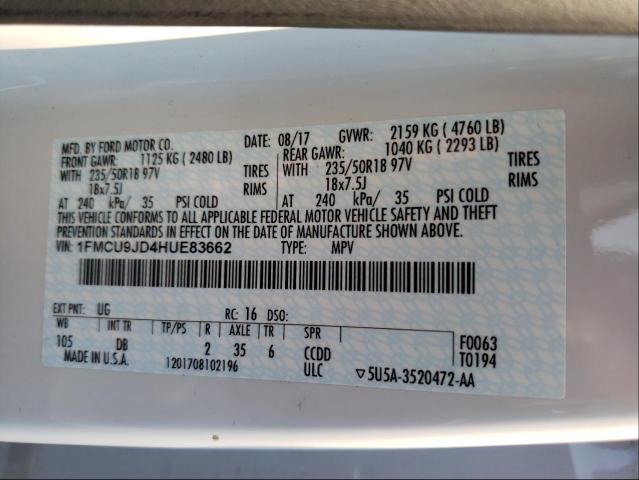 MFD. BY FORD MOTOR CO. DATE: 08/17 GVWR: 2159 KG ( 4760 LB)
FRONT GAWR: 1125 KG ( 2480 LB) REAR GAWR: 1040 KG ( 2293 LB)
WITH 235/50R18 97V TIRES WITH 235/50R18 97V TIRES
18x7.5J RIMS 18x7.5J RIMS
AT 240 kPa/ 35 PSI COLD AT 240 kPa/ 35 PSI COLD
THIS VEHICLE CONFORMS TO ALL APPLICABLE FEDERAL MOTOR VEHICLE SAFETY AND THEFT
PREVENTION STANDARDS IN EFFECT ON THE DATE OF MANUFACTURE SHOWN ABOVE.
VIN: 1FMCU9JD4HUE83662 TYPE: MPV
EXT PNT: UG RC: 16 DSO:
WB INT TR TP/PS R AXLE TR SPR F0063
105 DB 2 35 6 CCDD T0194
MADE IN U.S.A. 1201708102196 ULC ▽5U5A-3520472-AA